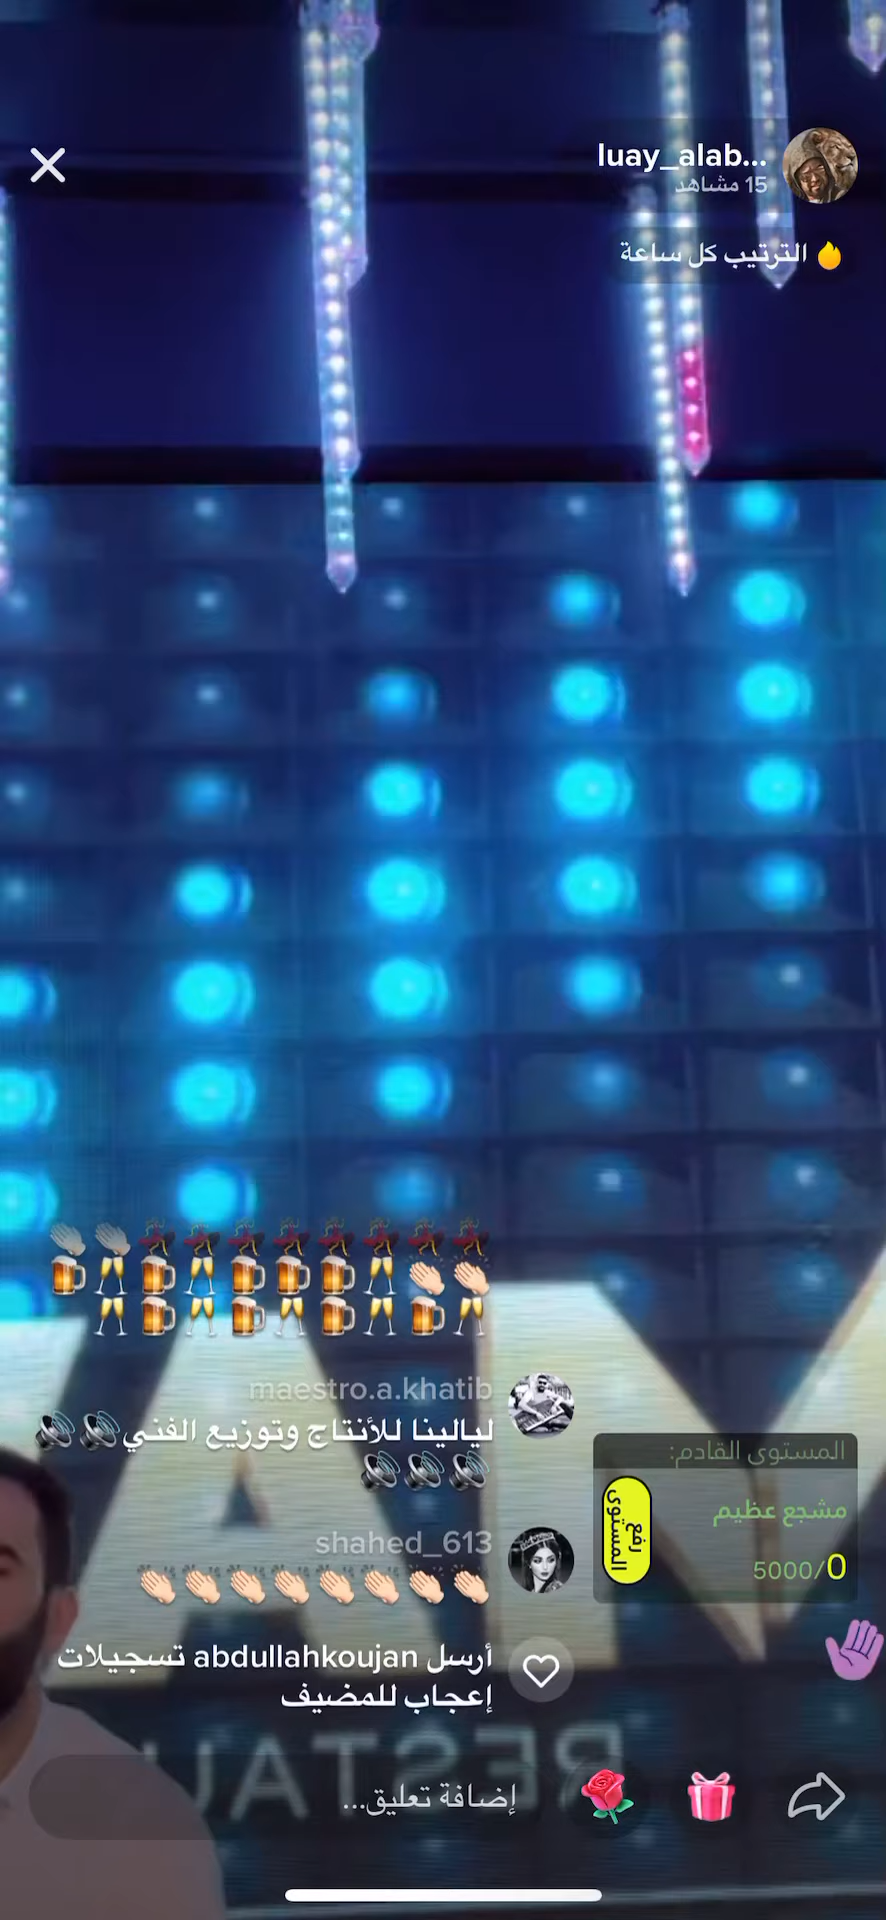 luay_alab...
15 مشاهد
الترتيب كل ساعة
maestro.a.khatib
ليالينا للأنتاج وتوزيع الفني
shahed_613
المستوى القادم:
مشجع عظيم
0/5000
رفع
المستوى
أرسل abdullahkoujan تسجيلات
إعجاب للمضيف
إضافة تعليق...